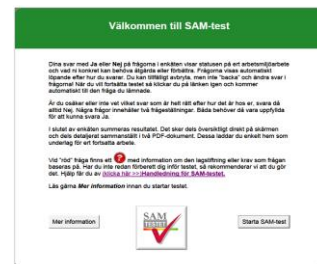 Välkommen till SAM-test
Dina svar med Ja eller Nej på frågorna i enkäten visar statusen på ert arbetsmiljöarbete
och vad ni konkret kan behöva åtgärda eller förbättra. Frågorna visas automatiskt
löpande efter hur du svarar. Du kan tillfälligt avbryta, men inte "backa" och ändra svar i
frågorna! När du vill fortsätta testet så klickar du på länken igen och kommer
automatiskt till den fråga du lämnade.
Är du osäker eller inte vet vilket svar som är helt rätt efter hur det är hos er, svara då
alltid Nej. Några frågor innehåller två frågeställningar. Båda behöver då vara uppfyllda
för att kunna svara Ja.
I slutet av enkäten summeras resultatet. Det sker dels översiktligt direkt på skärmen
och dels detaljerat sammanställt i två PDF-dokument. Dessa laddar du enkelt hem som
underlag för ert fortsatta arbete.
Vid "röd" fråga finns ett ? med information om den lagstiftning eller krav som frågan
baseras på. Har du inte redan förberett dig inför testet, så rekommenderar vi att du gör
det. Hjälp får du av (klicka här >>)Handledning för SAM-testet.
Läs gärna Mer information innan du startar testet.
Mer information
SAM
TEST
Starta SAM-test